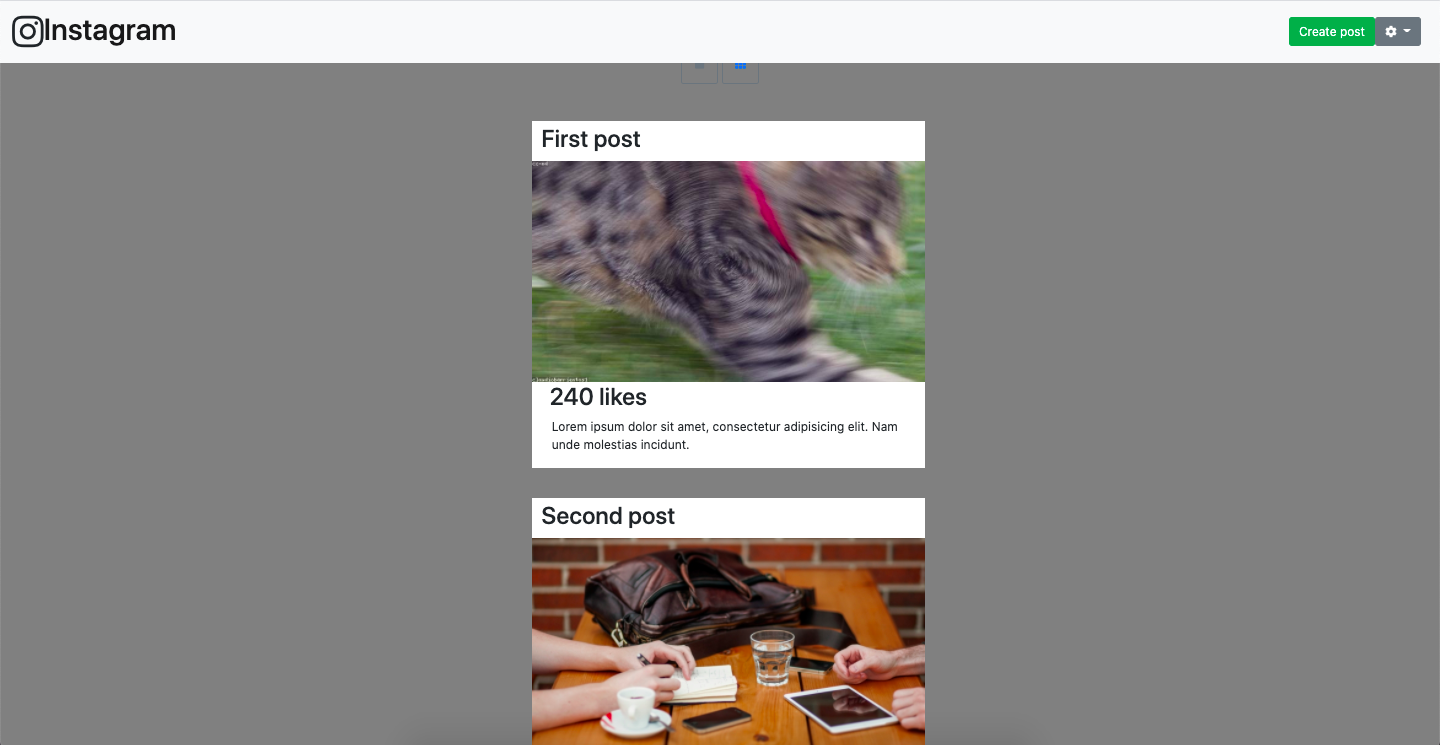 Instagram
Create post
First post
240 likes
Lorem ipsum dolor sit amet, consectetur adipisicing elit. Nam
unde molestias incidunt.
Second post